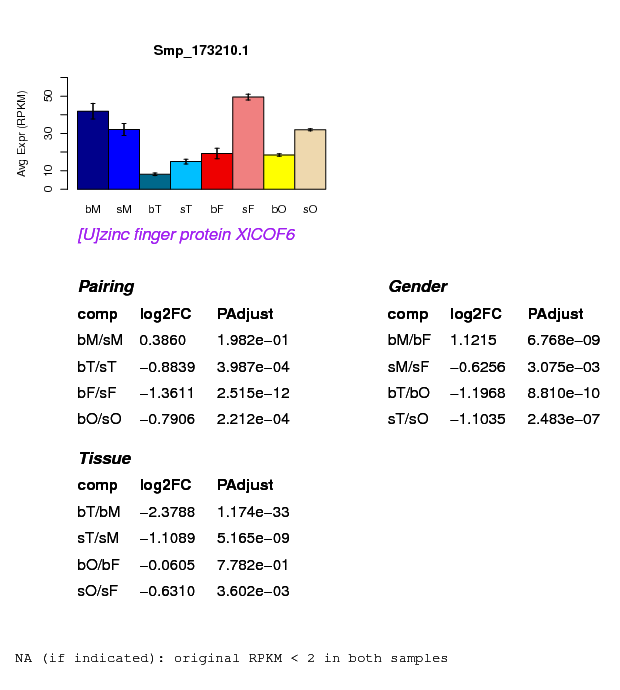 Smp_173210.1
Avg Expr (RPKM)
50
30
10
0
bM sM bT sT bF sF bO sO
[U]zinc finger protein XlCOF6
Pairing
comp log2FC PAdjust
bM/sM 0.3860 1.982e−01
bT/sT −0.8839 3.987e−04
bF/sF −1.3611 2.515e−12
bO/sO −0.7906 2.212e−04
Gender
comp log2FC PAdjust
bM/bF 1.1215 6.768e−09
sM/sF −0.6256 3.075e−03
bT/bO −1.1968 8.810e−10
sT/sO −1.1035 2.483e−07
Tissue
comp log2FC PAdjust
bT/bM −2.3788 1.174e−33
sT/sM −1.1089 5.165e−09
bO/bF −0.0605 7.782e−01
sO/sF −0.6310 3.602e−03
NA (if indicated): original RPKM < 2 in both samples